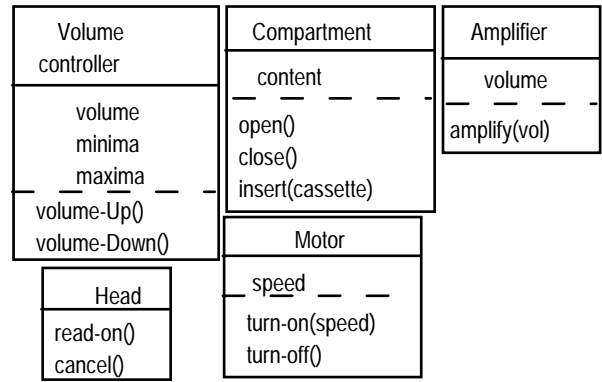 Volume
controller
volume
minima
maxima
volume-Up()
volume-Down()
Compartment
content
open()
close()
insert(cassette)
Amplifier
volume
amplify(vol)
Head
read-on()
cancel()
Motor
speed
turn-on(speed)
turn-off()